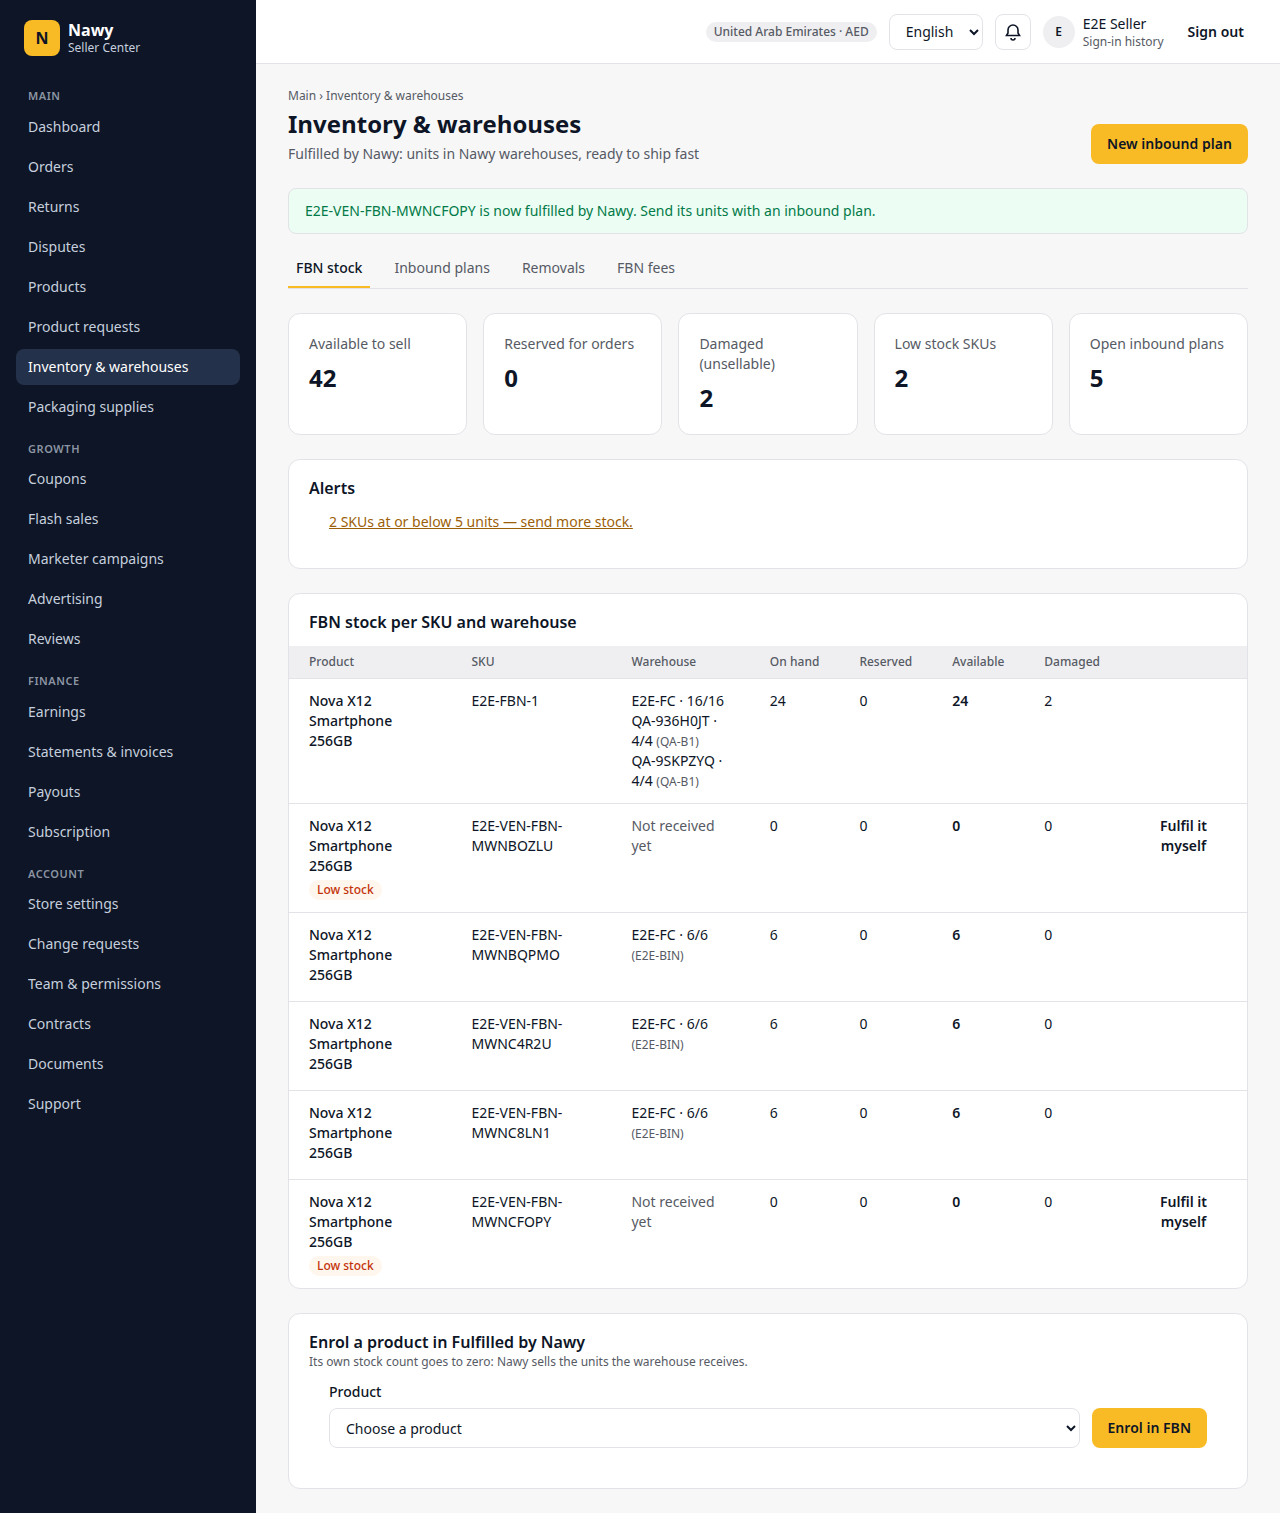 N
Nawy
Seller Center
United Arab Emirates · AED
English
E
E2E Seller
Sign-in history
Sign out
MAIN
Dashboard
Orders
Returns
Disputes
Products
Product requests
Inventory & warehouses
Packaging supplies
GROWTH
Coupons
Flash sales
Marketer campaigns
Advertising
Reviews
FINANCE
Earnings
Statements & invoices
Payouts
Subscription
ACCOUNT
Store settings
Change requests
Team & permissions
Contracts
Documents
Support
Main › Inventory & warehouses
Inventory & warehouses
Fulfilled by Nawy: units in Nawy warehouses, ready to ship fast
New inbound plan
E2E-VEN-FBN-MWNCFOPY is now fulfilled by Nawy. Send its units with an inbound plan.
FBN stock Inbound plans Removals FBN fees
Available to sell
42
Reserved for orders
0
Damaged
(unsellable)
2
Low stock SKUs
2
Open inbound plans
5
Alerts
2 SKUs at or below 5 units — send more stock.
FBN stock per SKU and warehouse
Product SKU Warehouse On hand Reserved Available Damaged
Nova X12 E2E-FBN-1 E2E-FC · 16/16 24 0 24 2
Smartphone QA-936H0JT ·
256GB 4/4 (QA-B1)
QA-9SKPZYQ ·
4/4 (QA-B1)
Nova X12 E2E-VEN-FBN- Not received 0 0 0 0 Fulfil it
Smartphone MWNBOZLU yet myself
256GB
Low stock
Nova X12 E2E-VEN-FBN- E2E-FC · 6/6 6 0 6 0
Smartphone MWNBQPMO (E2E-BIN)
256GB
Nova X12 E2E-VEN-FBN- E2E-FC · 6/6 6 0 6 0
Smartphone MWNC4R2U (E2E-BIN)
256GB
Nova X12 E2E-VEN-FBN- E2E-FC · 6/6 6 0 6 0
Smartphone MWNC8LN1 (E2E-BIN)
256GB
Nova X12 E2E-VEN-FBN- Not received 0 0 0 0 Fulfil it
Smartphone MWNCFOPY yet myself
256GB
Low stock
Enrol a product in Fulfilled by Nawy
Its own stock count goes to zero: Nawy sells the units the warehouse receives.
Product
Choose a product
Enrol in FBN